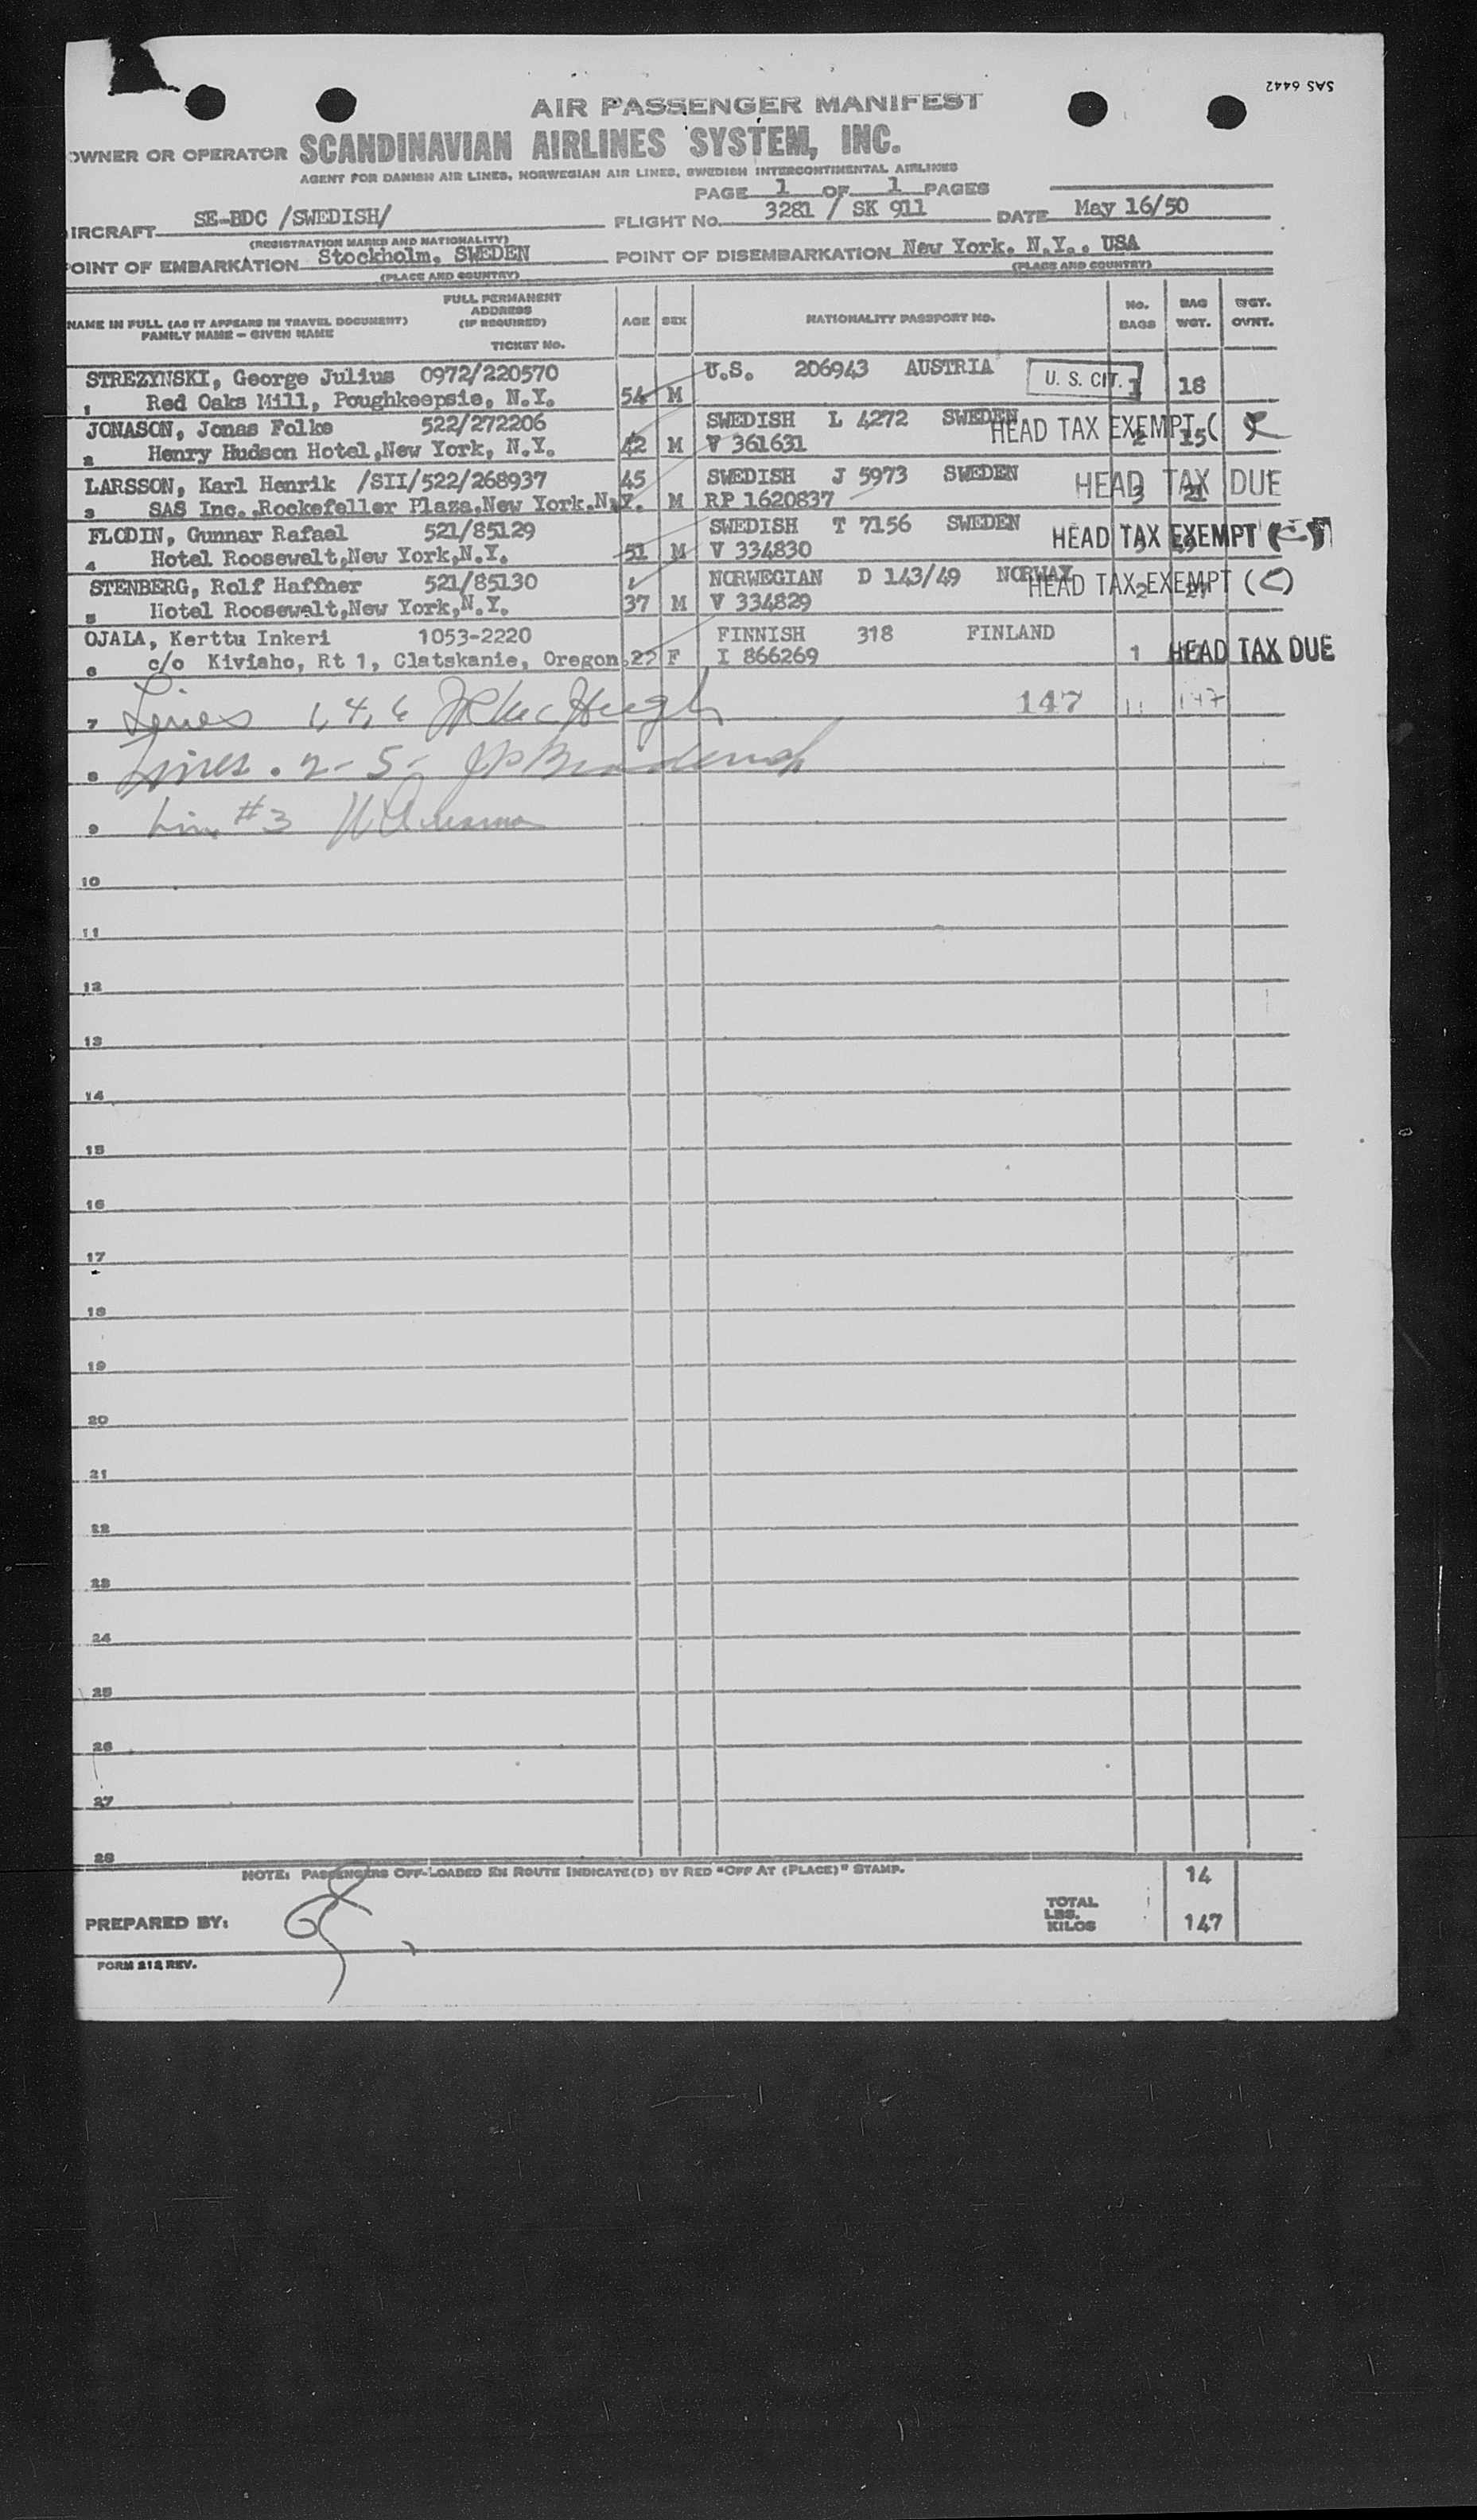 SAS 6442
AIR PASSENGER MANIFEST
OWNER OR OPERATOR SCANDINAVIAN AIRLINES SYSTEM, INC.
AGENT FOR DANISH AIR LINES, NORWEGIAN AIR LINES, SWEDISH INTERCONTINENTAL AIRLINES
PAGE 1 OF 1 PAGES
IRCRAFT SE-BDC /SWEDISH/ FLIGHT No. 3281 / SK 911 DATE May 16/50
(REGISTRATION MARKS AND NATIONALITY)
OINT OF EMBARKATION Stockholm, SWEDEN POINT OF DISEMBARKATION New York, N.Y., USA
(PLACE AND COUNTRY) (PLACE AND COUNTRY)
NAME IN FULL (AS IT APPEARS IN TRAVEL DOCUMENT) FAMILY NAME – GIVEN NAME FULL PERMANENT ADDRESS (IF REQUIRED) TICKET No. AGE SEX NATIONALITY PASSPORT No. No. BAGS BAG WGT. WGT. OVNT.
STREZYNSKI, George Julius 0972/220570 U.S. 206943 AUSTRIA U. S. CIT. 1 18
1 Red Oaks Mill, Poughkeepsie, N.Y. 54 M
JONASON, Jonas Folke 522/272206 SWEDISH L 4272 SWEDEN HEAD TAX EXEMPT ( 2 15
2 Henry Hudson Hotel,New York, N.Y. 42 M V 361631
LARSSON, Karl Henrik /SII/522/268937 45 SWEDISH J 5973 SWEDEN HEAD TAX DUE 3 21
3 SAS Inc.,Rockefeller Plaza,New York,N.Y. M RP 1620837
FLODIN, Gunnar Rafael 521/85129 SWEDISH T 7156 SWEDEN HEAD TAX EXEMPT
4 Hotel Roosewalt,New York,N.Y. 51 M V 334830
STENBERG, Rolf Haffner 521/85130 NORWEGIAN D 143/49 NORWAY HEAD TAX EXEMPT (C) 2
5 Hotel Roosewalt,New York,N.Y. 37 M V 334829
OJALA, Kerttu Inkeri 1053-2220 FINNISH 318 FINLAND
6 c/o Kiviaho, Rt 1, Clatskanie, Oregon. 27 F I 866269 1 HEAD TAX DUE
7 Lines 1, 4, 6 147 11 147
8 Lines. 2-5-
9 Line #3
10
11
12
13
14
15
16
17
18
19
20
21
22
23
24
25
26
27
28
NOTE: PASSENGERS OFF-LOADED EN ROUTE INDICATE(D) BY RED "OFF AT (PLACE)" STAMP. 14
PREPARED BY: TOTAL LBS. KILOS 147
FORM 212 REV.